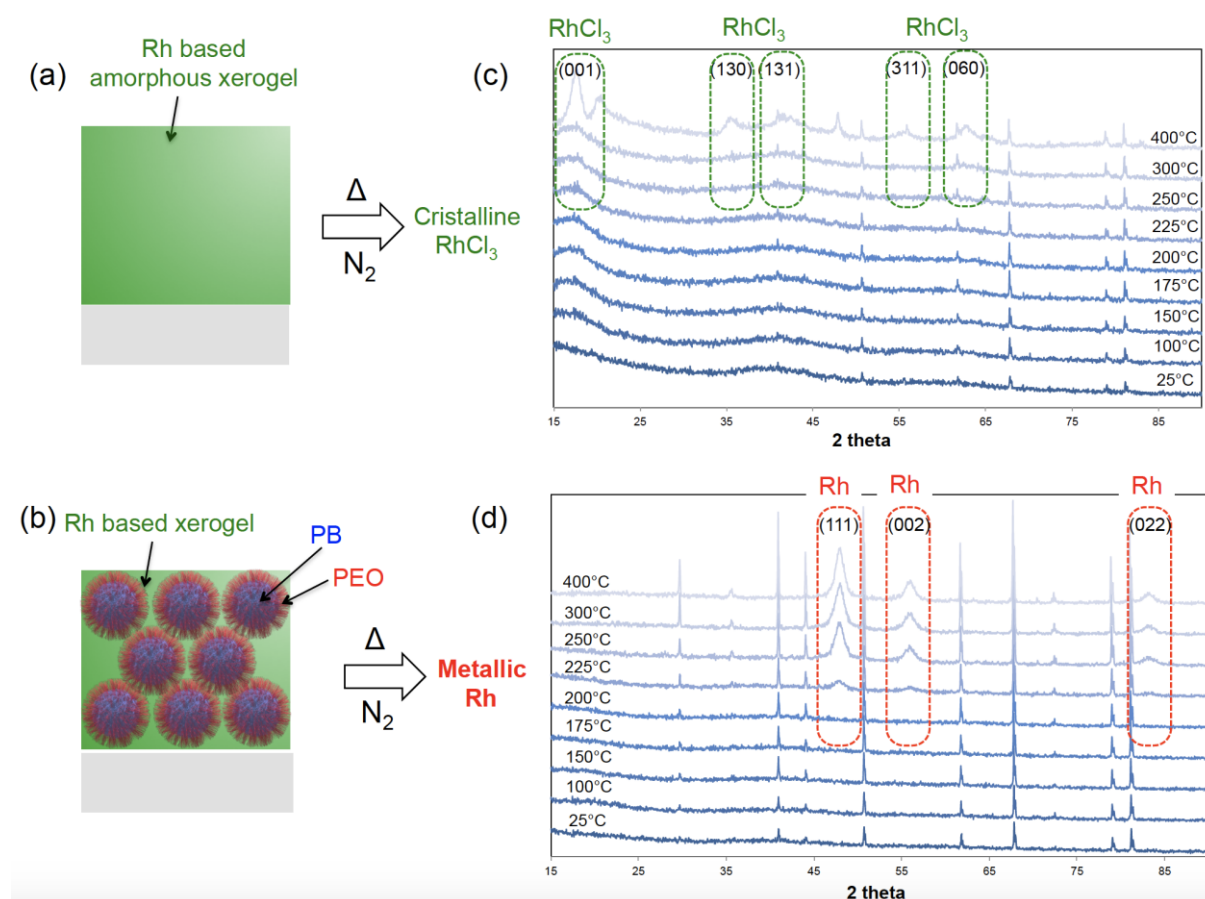 (a)
Rh based
amorphous xerogel
Δ
N2
Cristalline
RhCl3
(c)
RhCl3 RhCl3 RhCl3
(001) (130) (131) (311) (060)
400°C
300°C
250°C
225°C
200°C
175°C
150°C
100°C
25°C
15 25 35 45 55 65 75 85
2 theta
(b)
Rh based xerogel
PB
PEO
Δ
N2
Metallic
Rh
(d)
Rh Rh Rh
(111) (002) (022)
400°C
300°C
250°C
225°C
200°C
175°C
150°C
100°C
25°C
15 25 35 45 55 65 75 85
2 theta